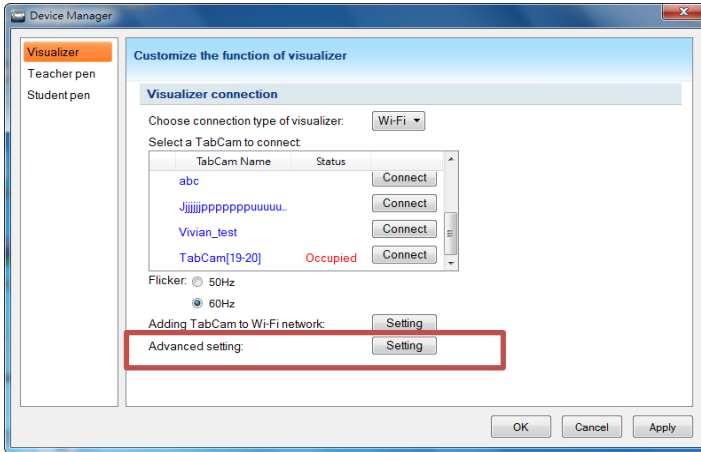 Device Manager
Visualizer
Teacher pen
Student pen
Customize the function of visualizer
Visualizer connection
Choose connection type of visualizer: Wi-Fi
Select a TabCam to connect:
TabCam Name Status
abc Connect
Jjjjjjjpppppppuuuuu... Connect
Vivian_test Connect
TabCam[19-20] Occupied Connect
Flicker: 50Hz
60Hz
Adding TabCam to Wi-Fi network: Setting
Advanced setting: Setting
OK Cancel Apply